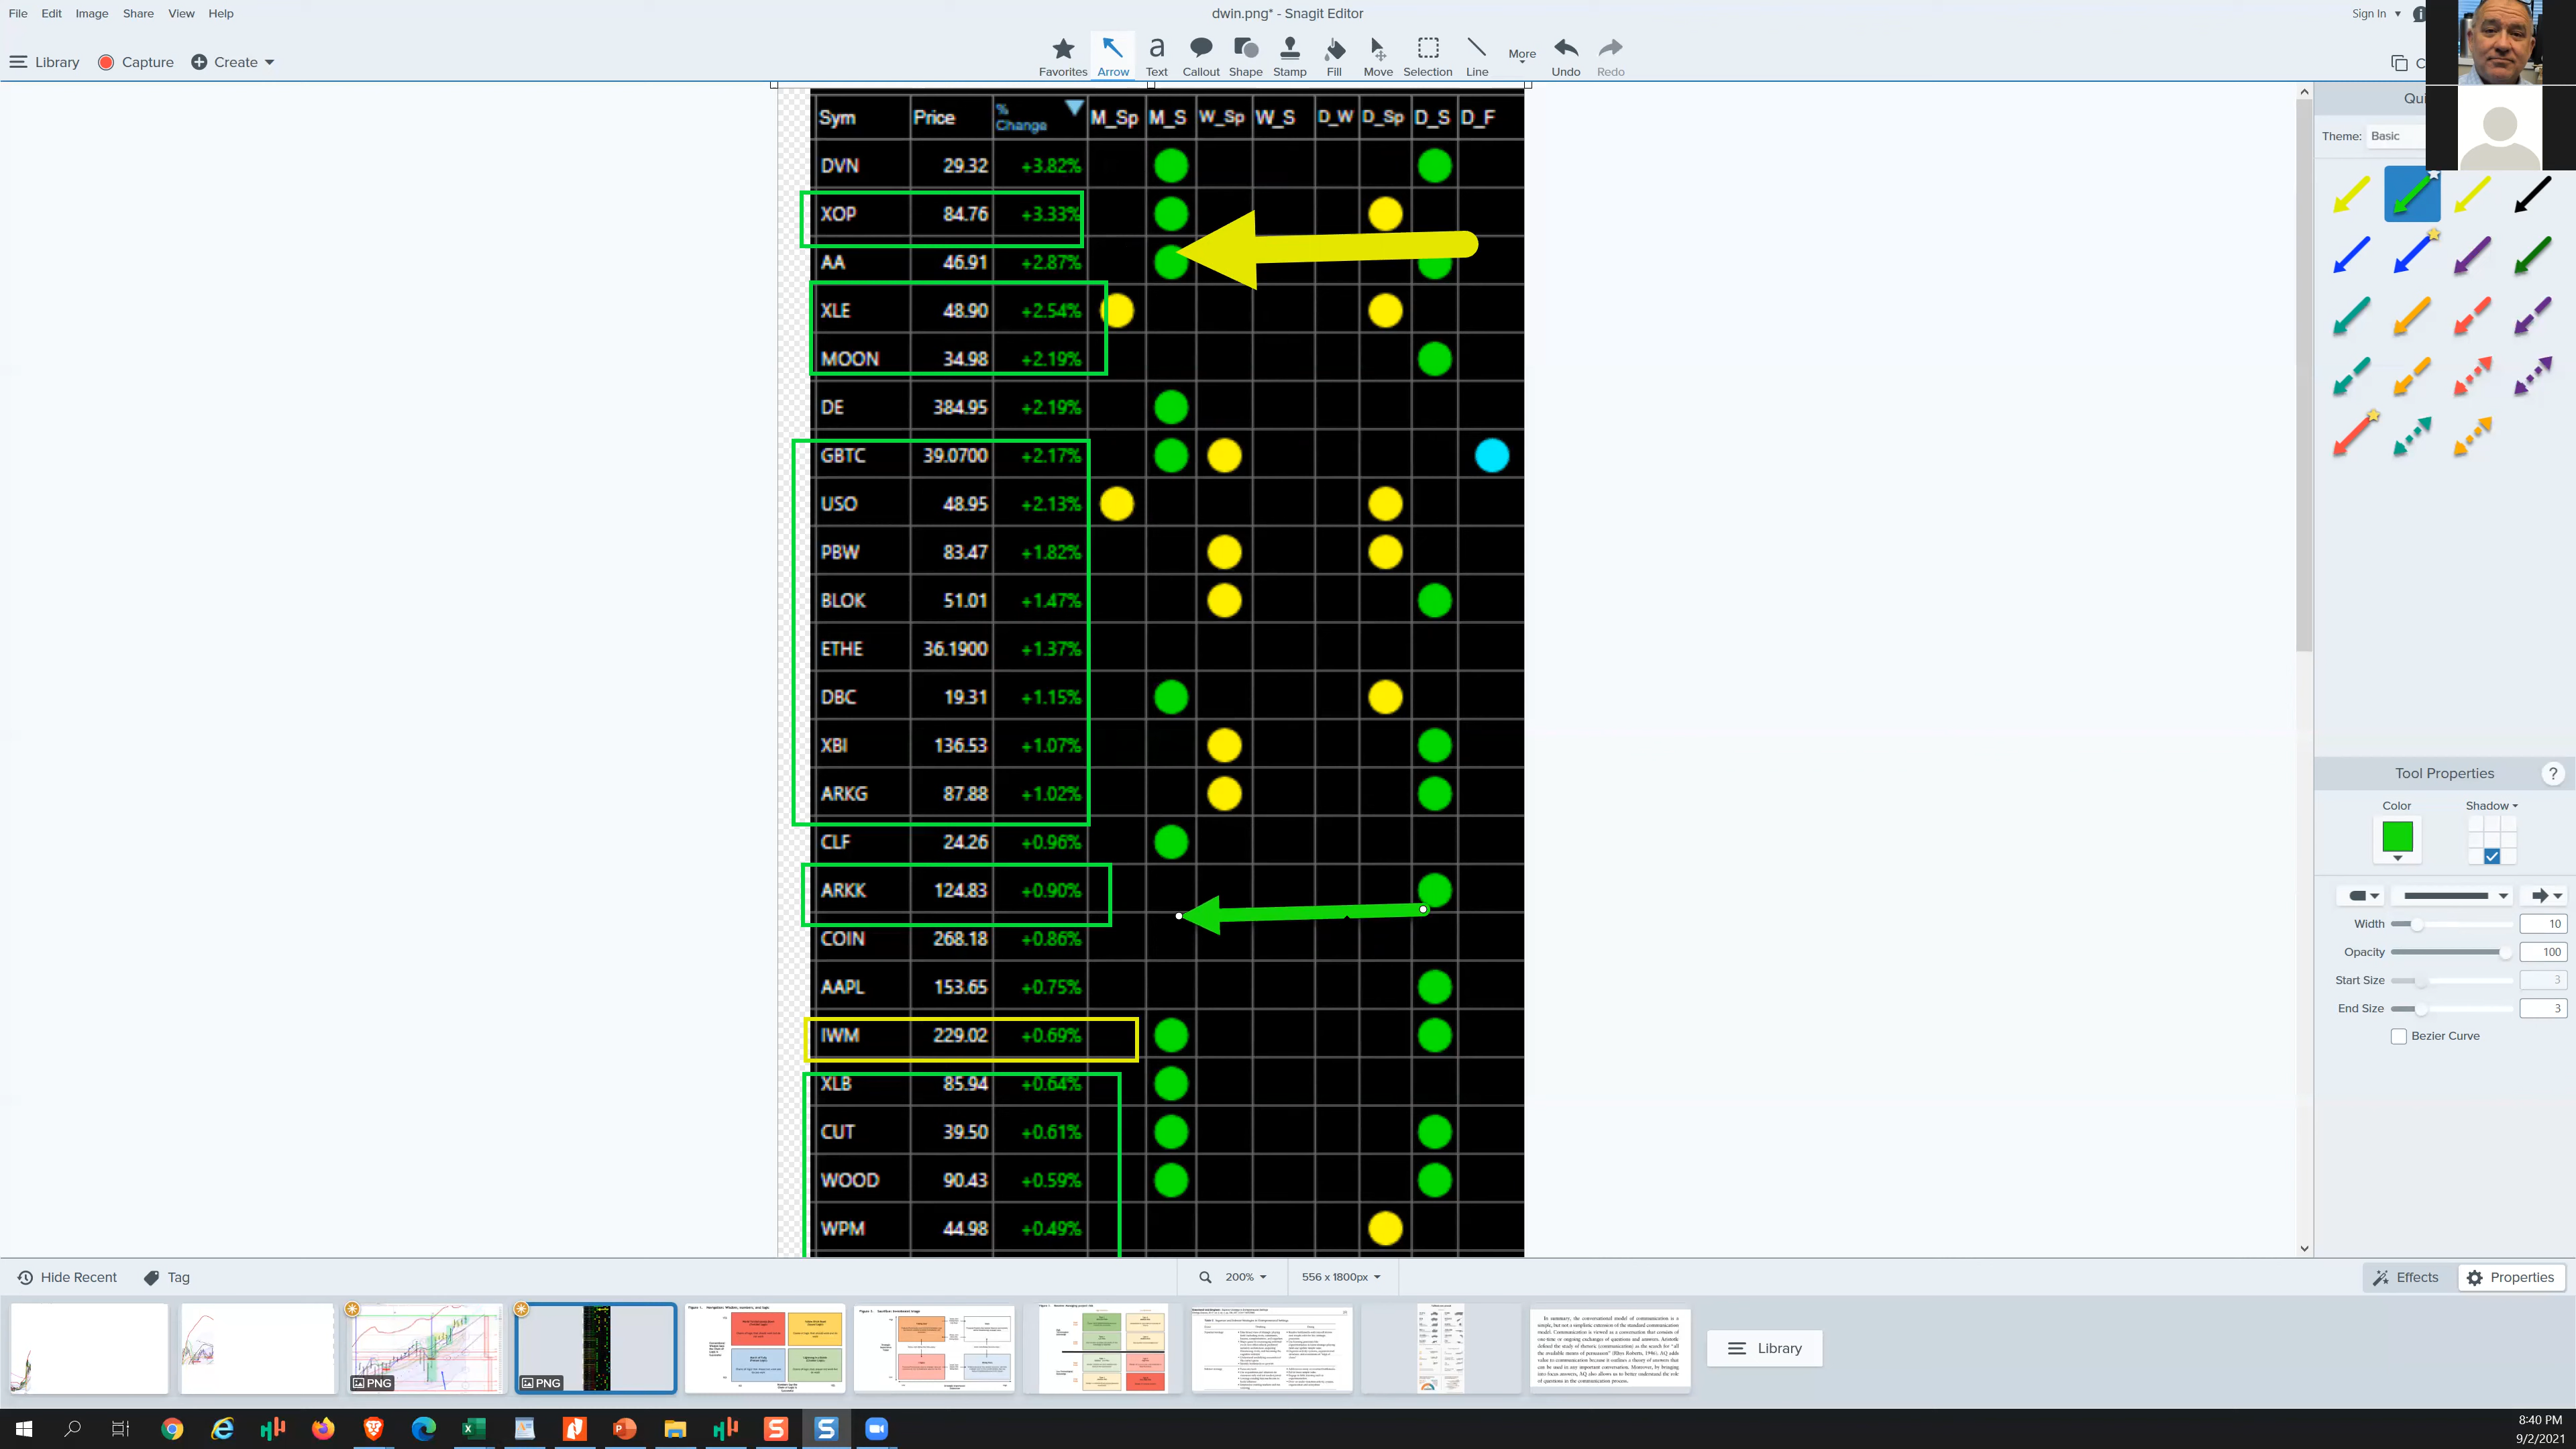 File Edit Image Share View Help
dwin.png* - Snagit Editor
Sign In
Library Capture Create
Favorites Arrow Text Callout Shape Stamp Fill Move Selection Line More Undo Redo
Sym Price % Change M_Sp M_S W_Sp W_S D_W D_Sp D_S D_F
DVN 29.32 +3.82%
XOP 84.76 +3.33%
AA 46.91 +2.87%
XLE 48.90 +2.54%
MOON 34.98 +2.19%
DE 384.95 +2.19%
GBTC 39.0700 +2.17%
USO 48.95 +2.13%
PBW 83.47 +1.82%
BLOK 51.01 +1.47%
ETHE 36.1900 +1.37%
DBC 19.31 +1.15%
XBI 136.53 +1.07%
ARKG 87.88 +1.02%
CLF 24.26 +0.96%
ARKK 124.83 +0.90%
COIN 268.18 +0.86%
AAPL 153.65 +0.75%
IWM 229.02 +0.69%
XLB 85.94 +0.64%
CUT 39.50 +0.61%
WOOD 90.43 +0.59%
WPM 44.98 +0.49%
Qui
Theme: Basic
Tool Properties ?
Color Shadow
Width 10
Opacity 100
Start Size 3
End Size 3
Bezier Curve
Hide Recent Tag
200% 556 x 1800px
Effects Properties
PNG
PNG
In summary, the conversational model of communication is a
Library
8:40 PM
9/2/2021